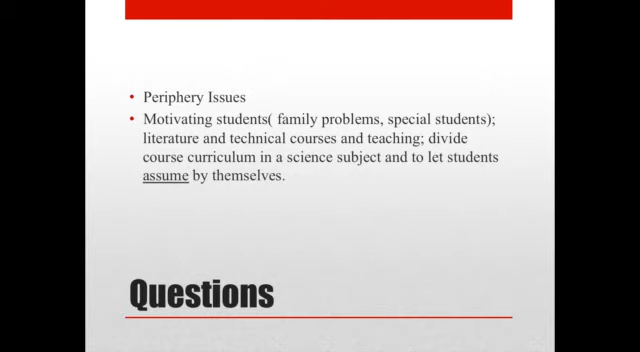 Periphery Issues
Motivating students( family problems, special students);
literature and technical courses and teaching; divide
course curriculum in a science subject and to let students
assume by themselves.
Questions